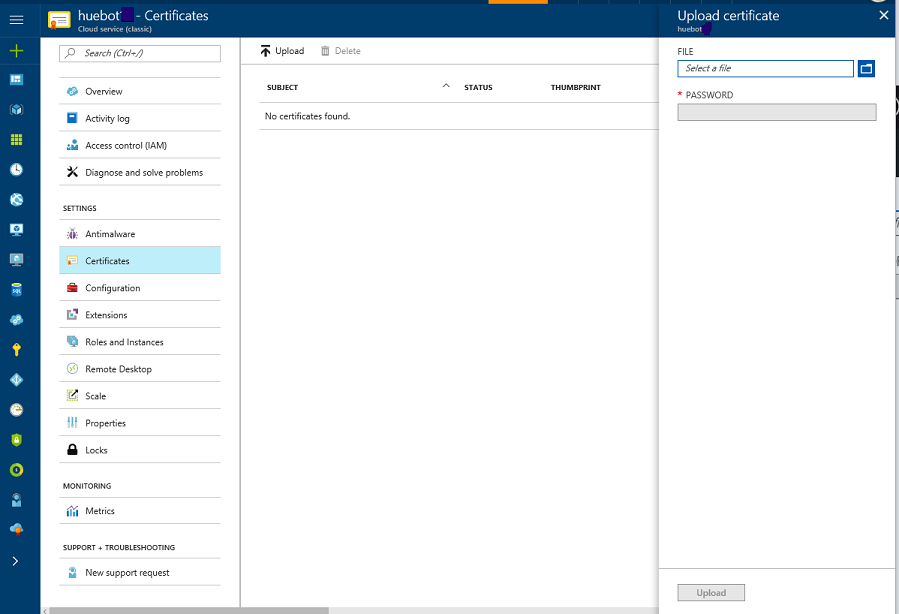 huebot - Certificates
Cloud service (classic)
Search (Ctrl+/)
Overview
Activity log
Access control (IAM)
Diagnose and solve problems
SETTINGS
Antimalware
Certificates
Configuration
Extensions
Roles and Instances
Remote Desktop
Scale
Properties
Locks
MONITORING
Metrics
SUPPORT + TROUBLESHOOTING
New support request
Upload Delete
SUBJECT STATUS THUMBPRINT
No certificates found.
Upload certificate
huebot
FILE
Select a file
* PASSWORD
Upload